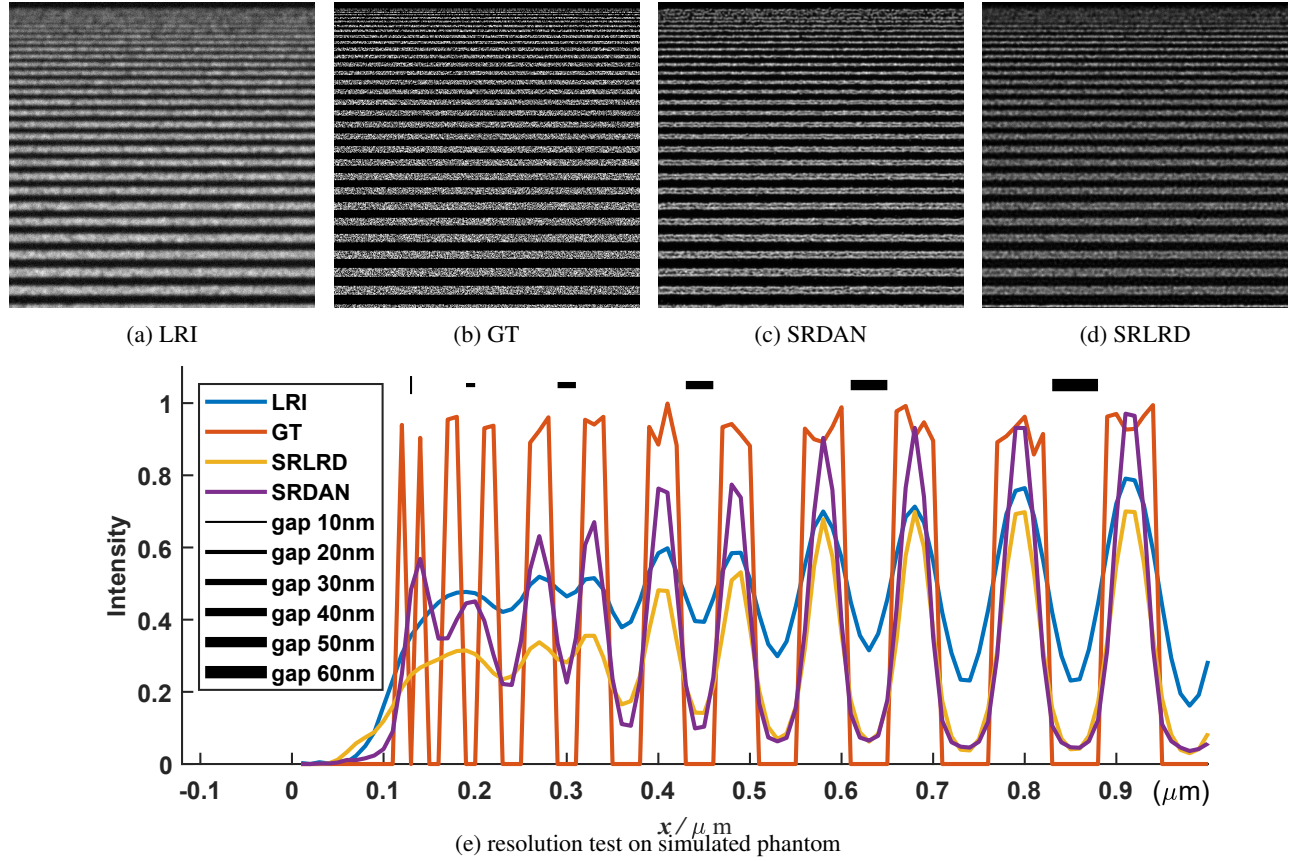 (a) LRI
(b) GT
(c) SRDAN
(d) SRLRD
LRI
GT
SRLRD
SRDAN
gap 10nm
gap 20nm
gap 30nm
gap 40nm
gap 50nm
gap 60nm
Intensity
1
0.8
0.6
0.4
0.2
0
-0.1 0 0.1 0.2 0.3 0.4 0.5 0.6 0.7 0.8 0.9 (μm)
x / μ m
(e) resolution test on simulated phantom